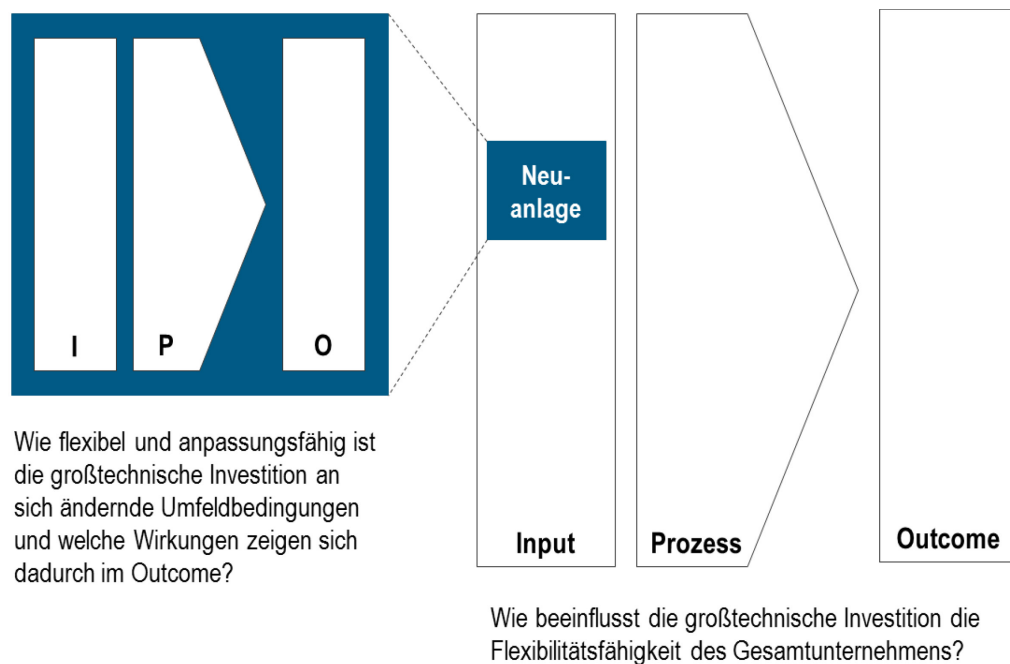 I
P
O
Wie flexibel und anpassungsfähig ist
die großtechnische Investition an
sich ändernde Umfeldbedingungen
und welche Wirkungen zeigen sich
dadurch im Outcome?
Neu-
anlage
Input
Prozess
Outcome
Wie beeinflusst die großtechnische Investition die
Flexibilitätsfähigkeit des Gesamtunternehmens?